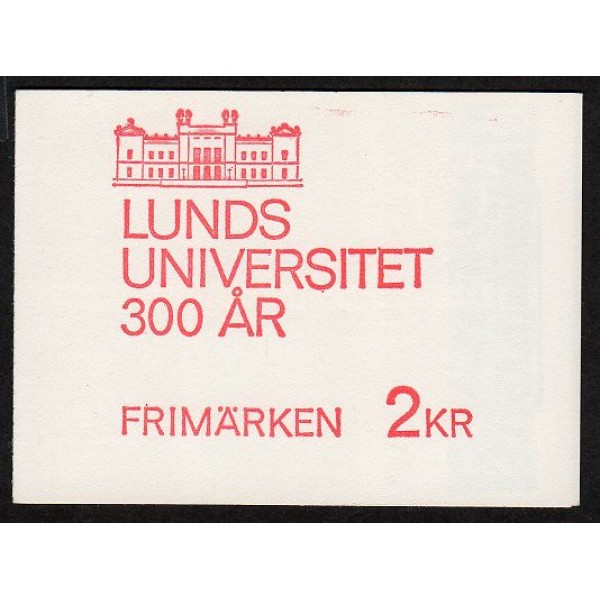 LUNDS
UNIVERSITET
300 ÅR
FRIMÄRKEN 2KR